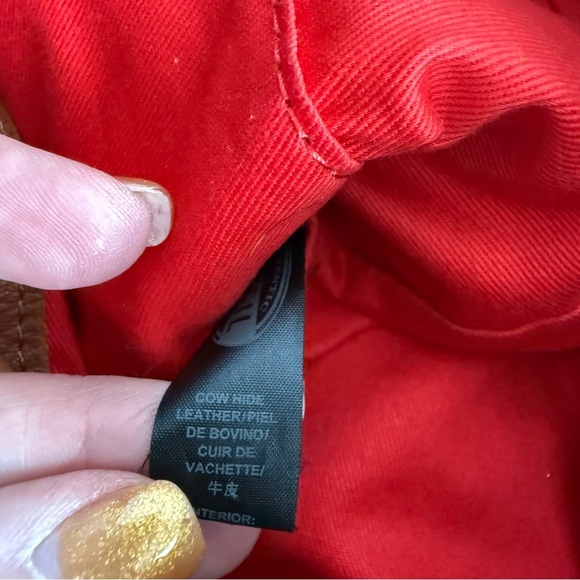 COW HIDE
LEATHER/PIEL
DE BOVINO/
CUIR DE
VACHETTE/
牛皮
INTERIOR: